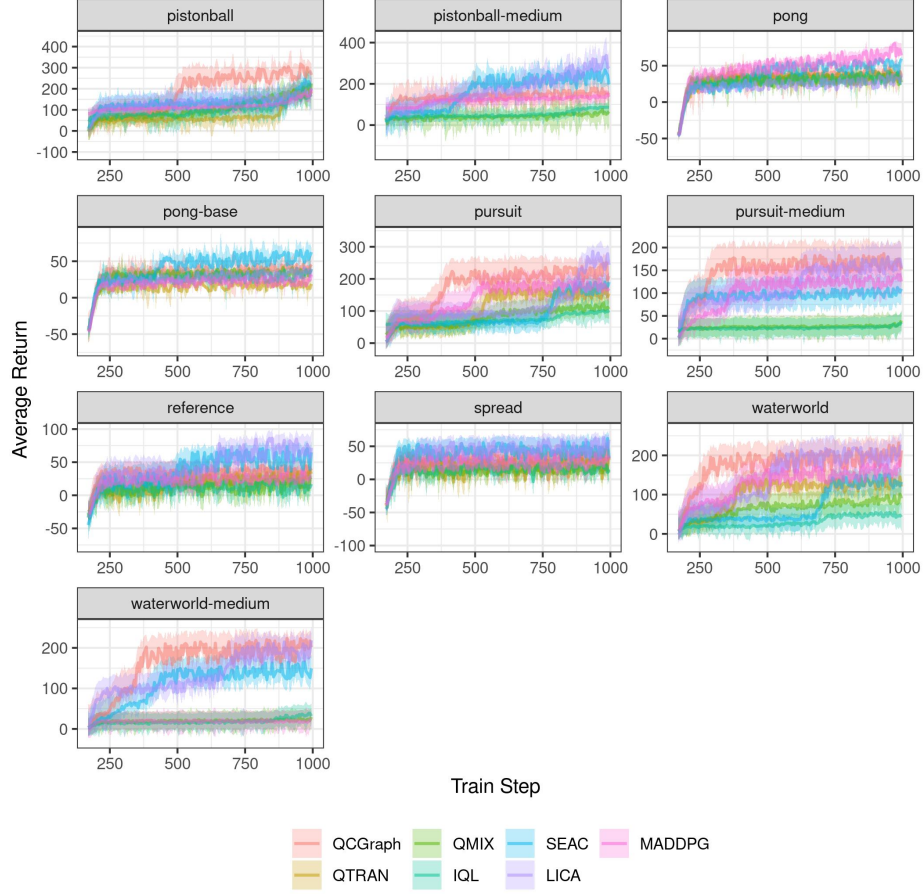 pistonball
pistonball-medium
pong
400
300
200
100
0
-100
400
200
0
50
0
-50
250 500 750 1000
250 500 750 1000
250 500 750 1000
pong-base
pursuit
pursuit-medium
50
0
-50
300
200
100
0
200
150
100
50
0
250 500 750 1000
250 500 750 1000
250 500 750 1000
reference
spread
waterworld
100
50
0
-50
50
0
-50
-100
200
100
0
250 500 750 1000
250 500 750 1000
250 500 750 1000
waterworld-medium
200
100
0
250 500 750 1000
Average Return
Train Step
QCGraph QMIX SEAC MADDPG
QTRAN IQL LICA